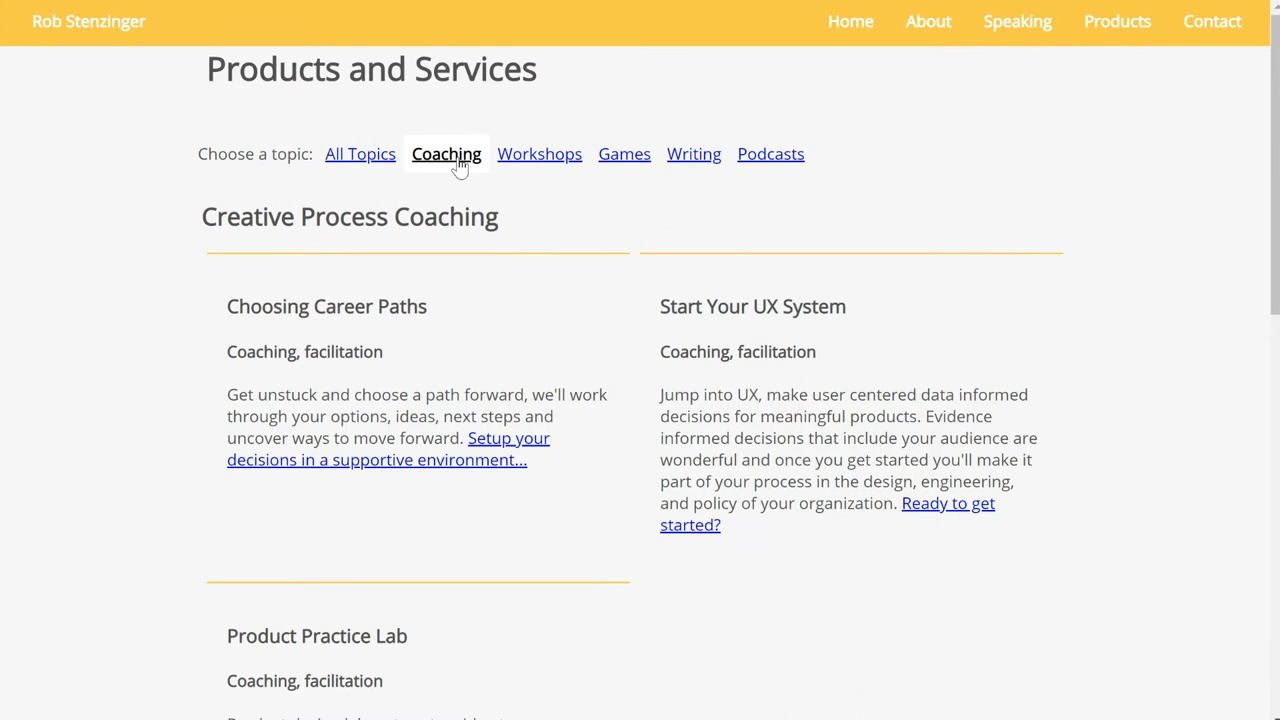 Rob Stenzinger
Home About Speaking Products Contact
Products and Services
Choose a topic: All Topics Coaching Workshops Games Writing Podcasts
Creative Process Coaching
Choosing Career Paths
Coaching, facilitation
Get unstuck and choose a path forward, we'll work
through your options, ideas, next steps and
uncover ways to move forward. Setup your
decisions in a supportive environment...
Start Your UX System
Coaching, facilitation
Jump into UX, make user centered data informed
decisions for meaningful products. Evidence
informed decisions that include your audience are
wonderful and once you get started you'll make it
part of your process in the design, engineering,
and policy of your organization. Ready to get
started?
Product Practice Lab
Coaching, facilitation